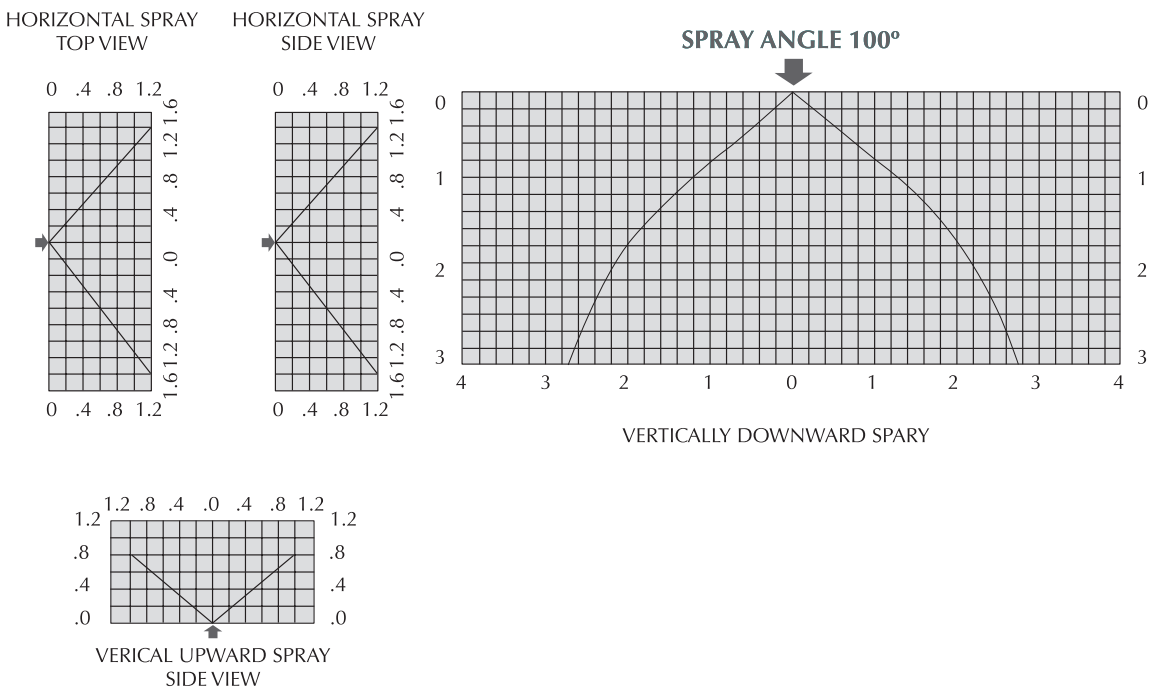 HORIZONTAL SPRAY
TOP VIEW
0 .4 .8 1.2
1.6
1.2
.8
.4
.0
.4
.8
1.2
1.6
0 .4 .8 1.2
HORIZONTAL SPRAY
SIDE VIEW
0 .4 .8 1.2
1.6
1.2
.8
.4
.0
.4
.8
1.2
1.6
0 .4 .8 1.2
SPRAY ANGLE 100º
0 0
1 1
2 2
3 3
4 3 2 1 0 1 2 3 4
VERTICALLY DOWNWARD SPARY
1.2 .8 .4 .0 .4 .8 1.2
1.2 1.2
.8 .8
.4 .4
.0 .0
VERICAL UPWARD SPRAY
SIDE VIEW